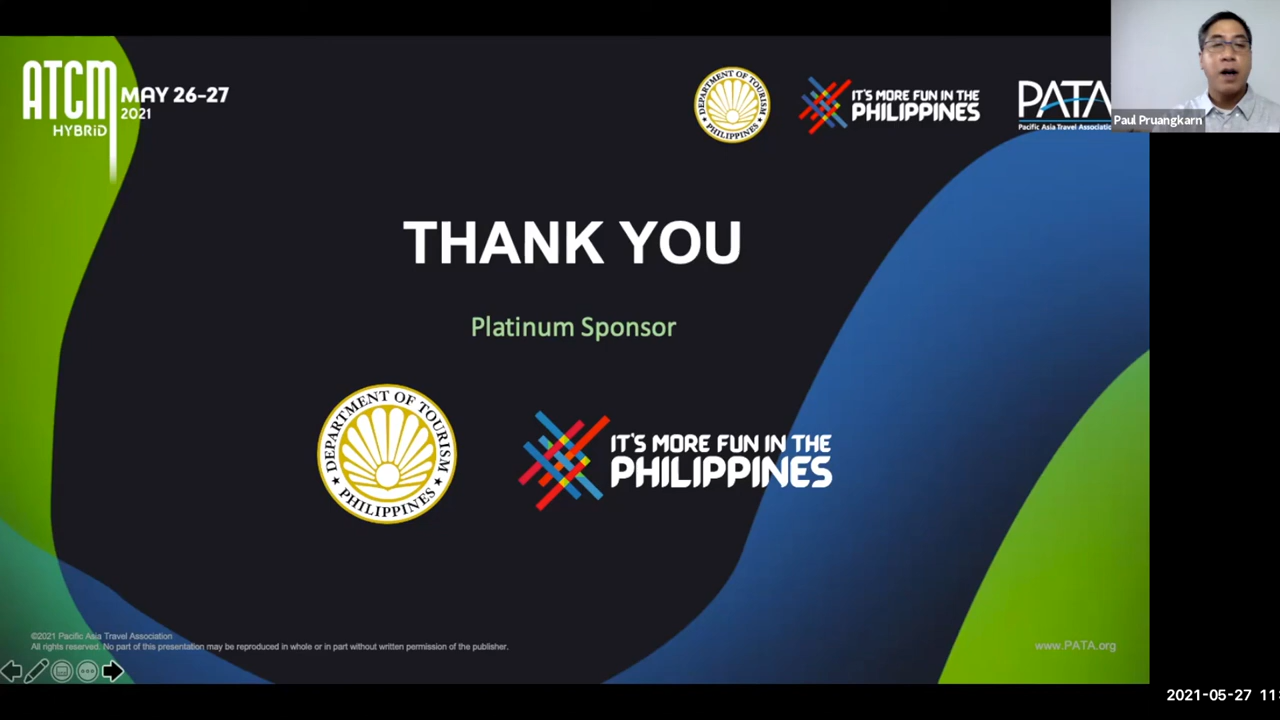 ATCM
HYBRiD
MAY 26-27
2021
DEPARTMENT OF TOURISM
PHILIPPINES
IT'S MORE FUN IN THE
PHILIPPINES
PATA
Pacific Asia Travel Associatio
Paul Pruangkarn
THANK YOU
Platinum Sponsor
DEPARTMENT OF TOURISM
PHILIPPINES
IT'S MORE FUN IN THE
PHILIPPINES
©2021 Pacific Asia Travel Association
All rights reserved. No part of this presentation may be reproduced in whole or in part without written permission of the publisher.
www.PATA.org
2021-05-27 11: